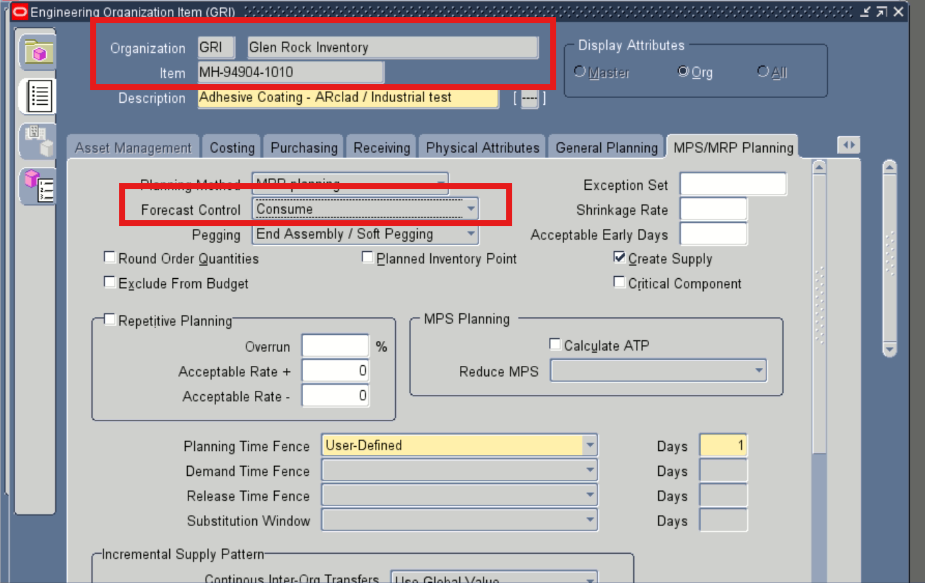 Engineering Organization Item (GRI)
Organization GRI Glen Rock Inventory
Item MH-94904-1010
Description Adhesive Coating - ARclad / Industrial test [ ---- ]
Display Attributes
Master Org All
Asset Management Costing Purchasing Receiving Physical Attributes General Planning MPS/MRP Planning
Planning Method MRP planning Exception Set
Forecast Control Consume Shrinkage Rate
Pegging End Assembly / Soft Pegging Acceptable Early Days
Round Order Quantities Planned Inventory Point Create Supply
Exclude From Budget Critical Component
Repetitive Planning MPS Planning
Overrun % Calculate ATP
Acceptable Rate + 0 Reduce MPS
Acceptable Rate - 0
Planning Time Fence User-Defined Days 1
Demand Time Fence Days
Release Time Fence Days
Substitution Window Days
Incremental Supply Pattern
Continous Inter-Org Transfers Use Global Value